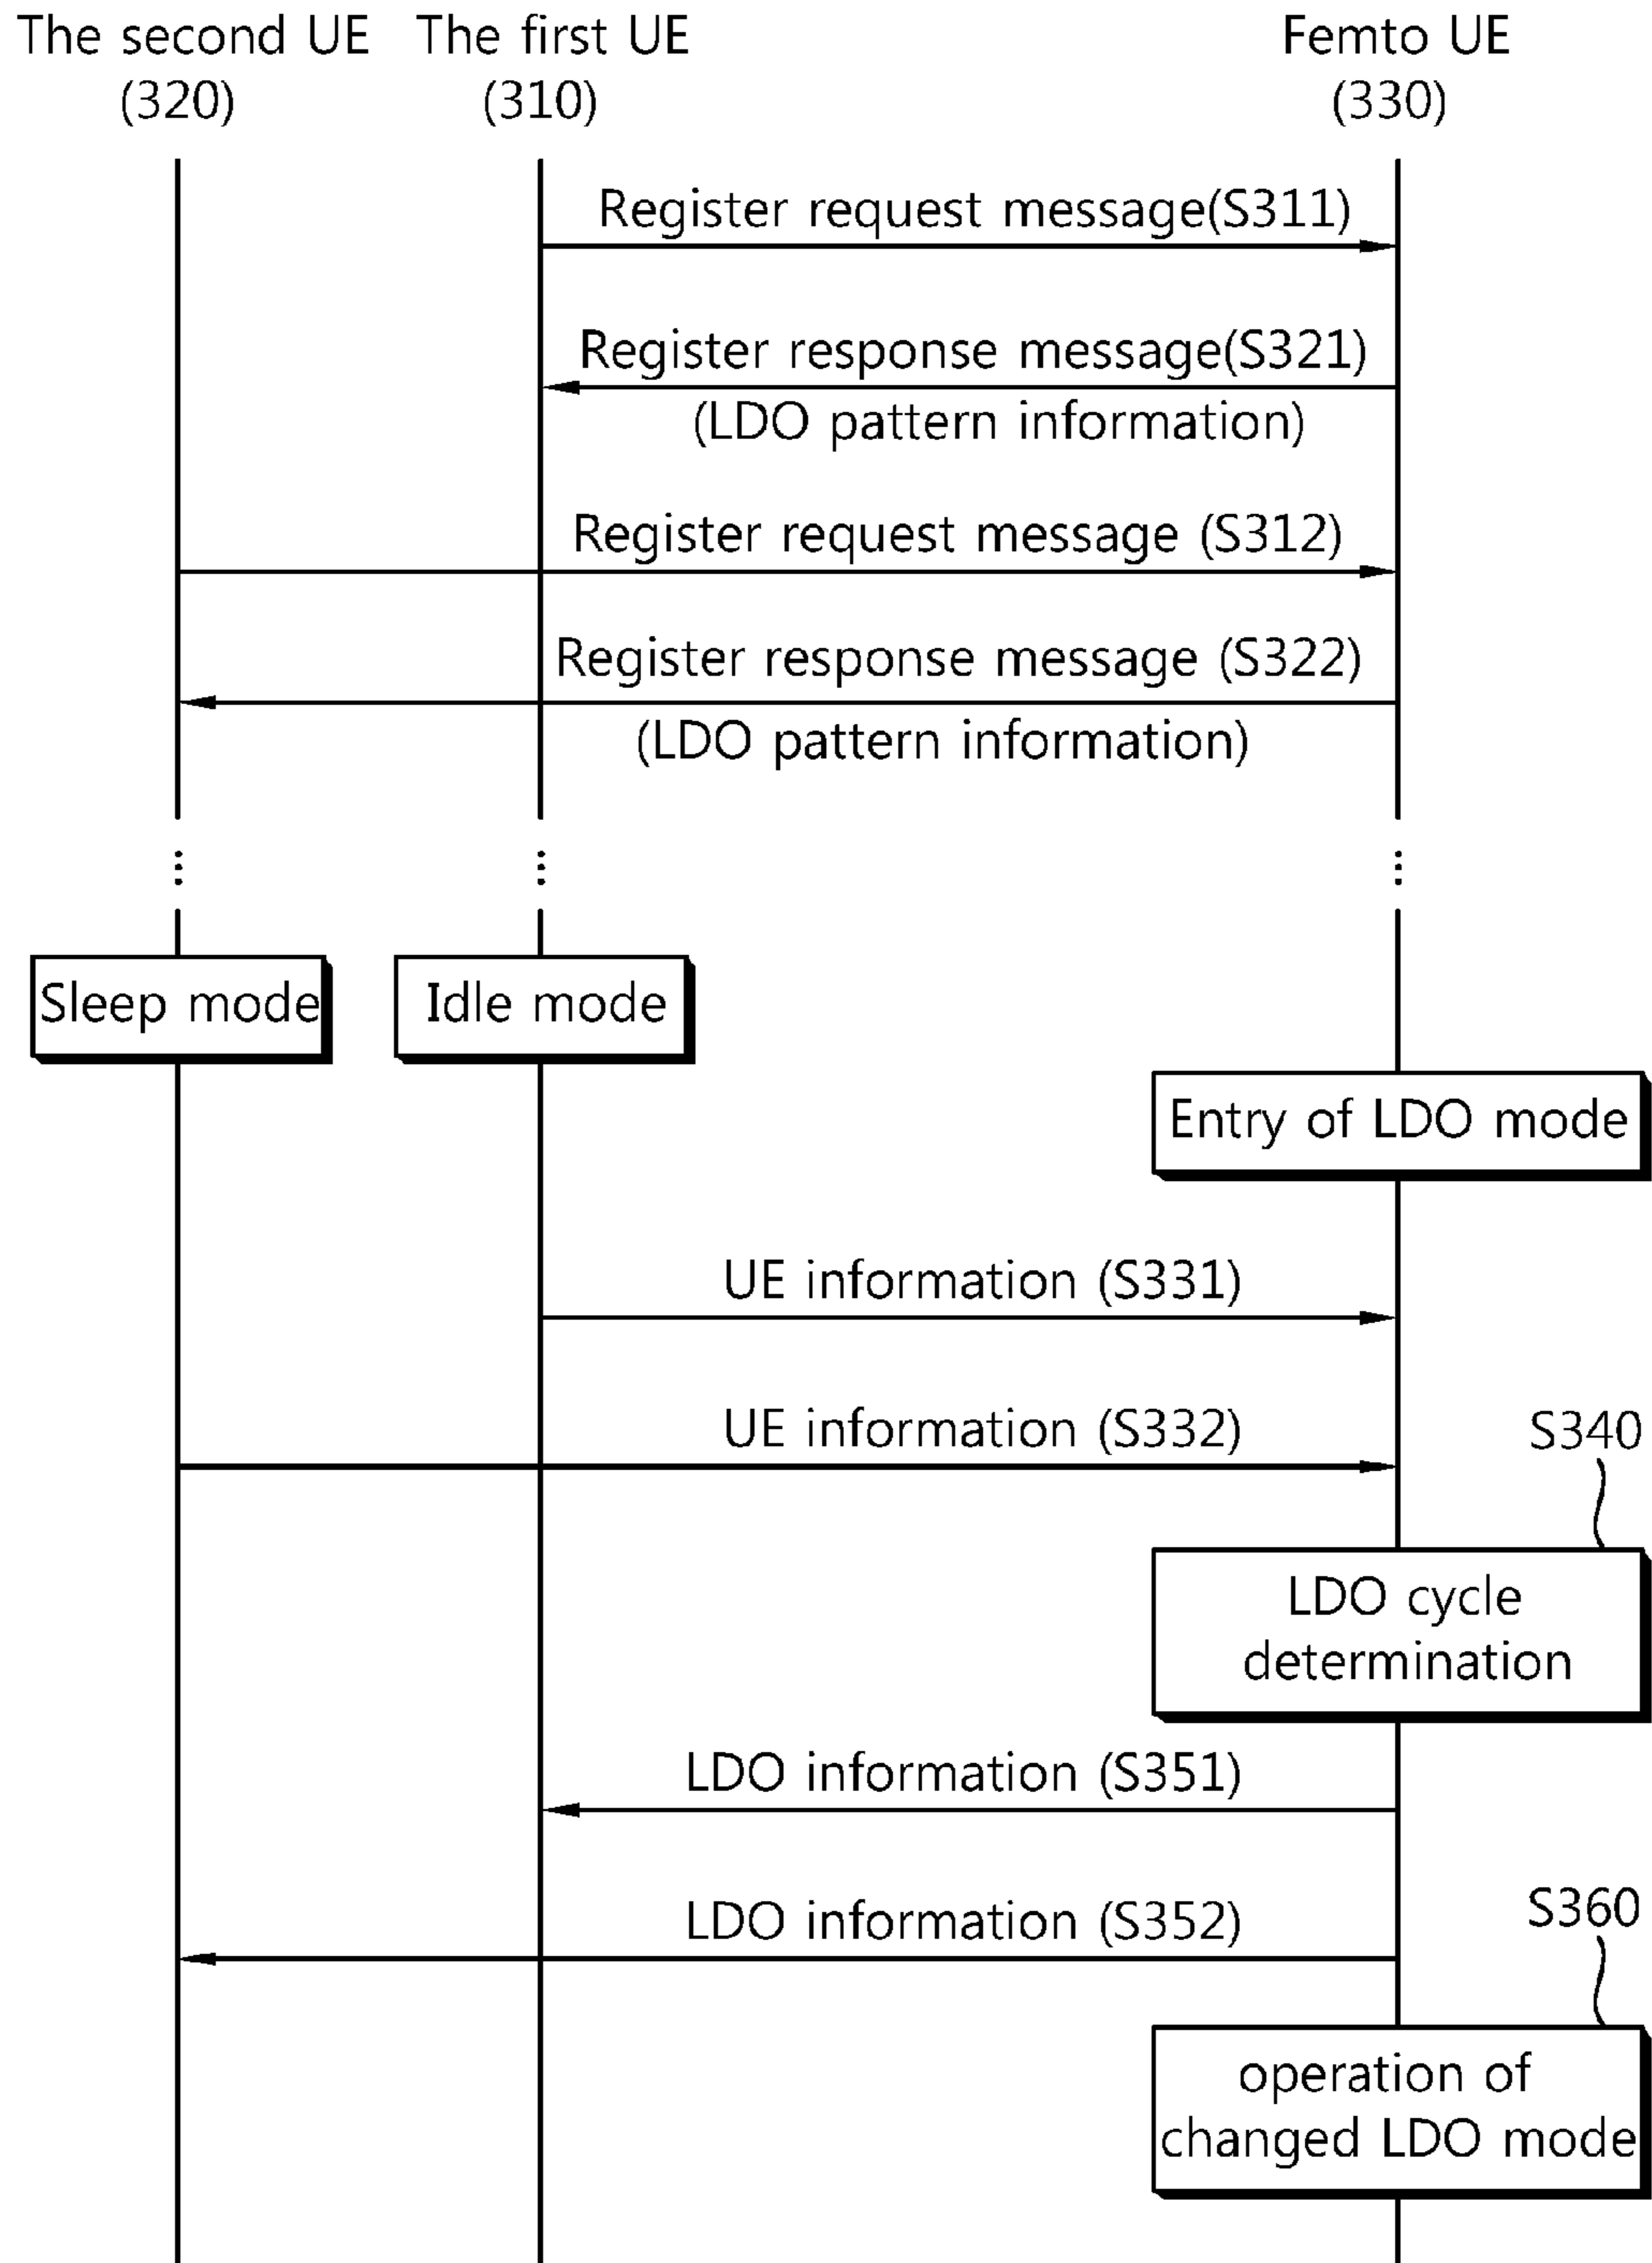 The second UE
(320)
The first UE
(310)
Femto UE
(330)
Register request message(S311)
Register response message(S321)
(LDO pattern information)
Register request message (S312)
Register response message (S322)
(LDO pattern information)
Sleep mode
Idle mode
Entry of LDO mode
UE information (S331)
UE information (S332)
S340
LDO cycle
determination
LDO information (S351)
LDO information (S352)
S360
operation of
changed LDO mode